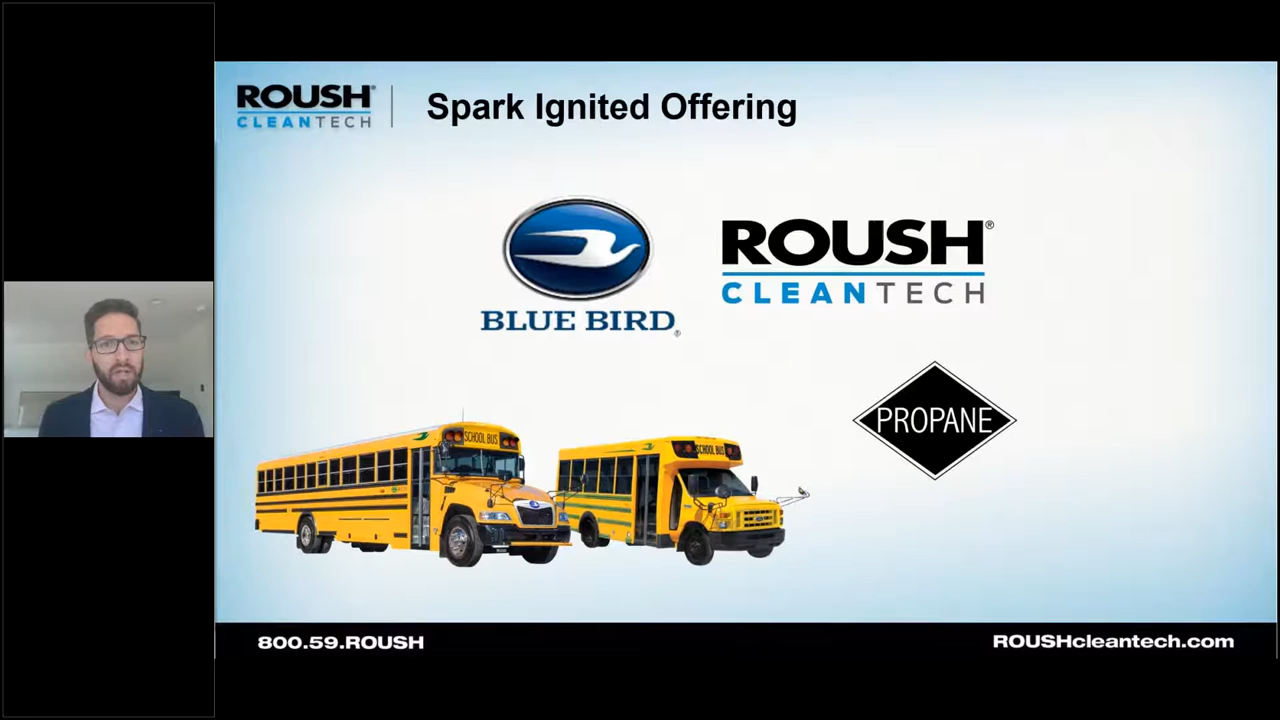 ROUSH®
CLEANTECH
Spark Ignited Offering
BLUE BIRD®
ROUSH®
CLEANTECH
PROPANE
SCHOOL BUS
SCHOOL BUS
800.59.ROUSH
ROUSHcleantech.com